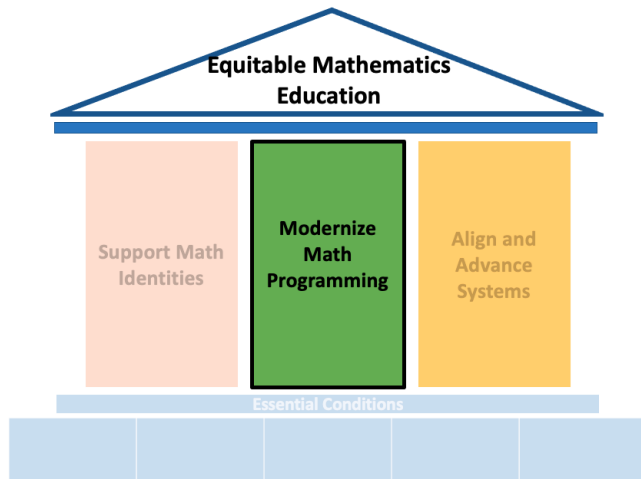 Equitable Mathematics
Education
Support Math
Identities
Modernize
Math
Programming
Align and
Advance
Systems
Essential Conditions